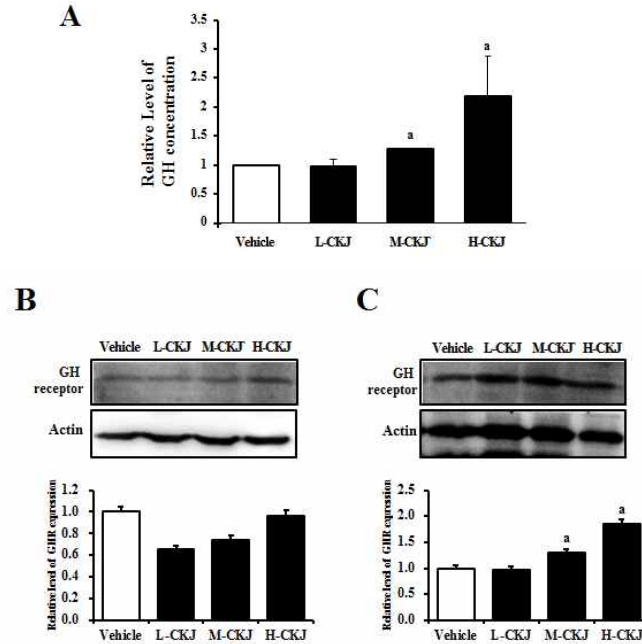 A
Relative Level of
GH concentration
3.5
3
2.5
2
1.5
1
0.5
0
a
a
Vehicle L-CKJ M-CKJ H-CKJ
B
Vehicle L-CKJ M-CKJ H-CKJ
GH
receptor
Actin
Relative level of GHR expression
1.2
1.0
0.8
0.6
0.4
0.2
0.0
Vehicle L-CKJ M-CKJ H-CKJ
C
Vehicle L-CKJ M-CKJ H-CKJ
GH
receptor
Actin
Relative level of GHR expression
2.5
2.0
1.5
1.0
0.5
0.0
a
a
Vehicle L-CKJ M-CKJ H-CKJ